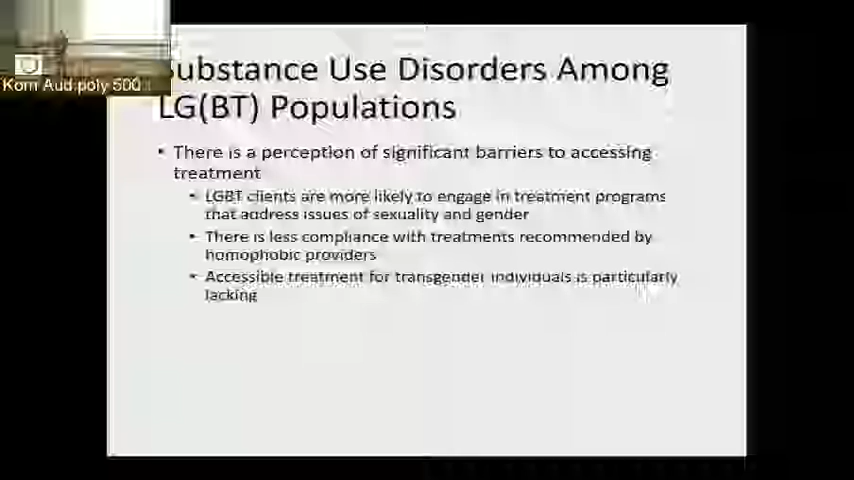 Kom Aud poly 500
Substance Use Disorders Among
LG(BT) Populations
• There is a perception of significant barriers to accessing
treatment
• LGBT clients are more likely to engage in treatment programs
that address issues of sexuality and gender
• There is less compliance with treatments recommended by
homophobic providers
• Accessible treatment for transgender individuals is particularly
lacking